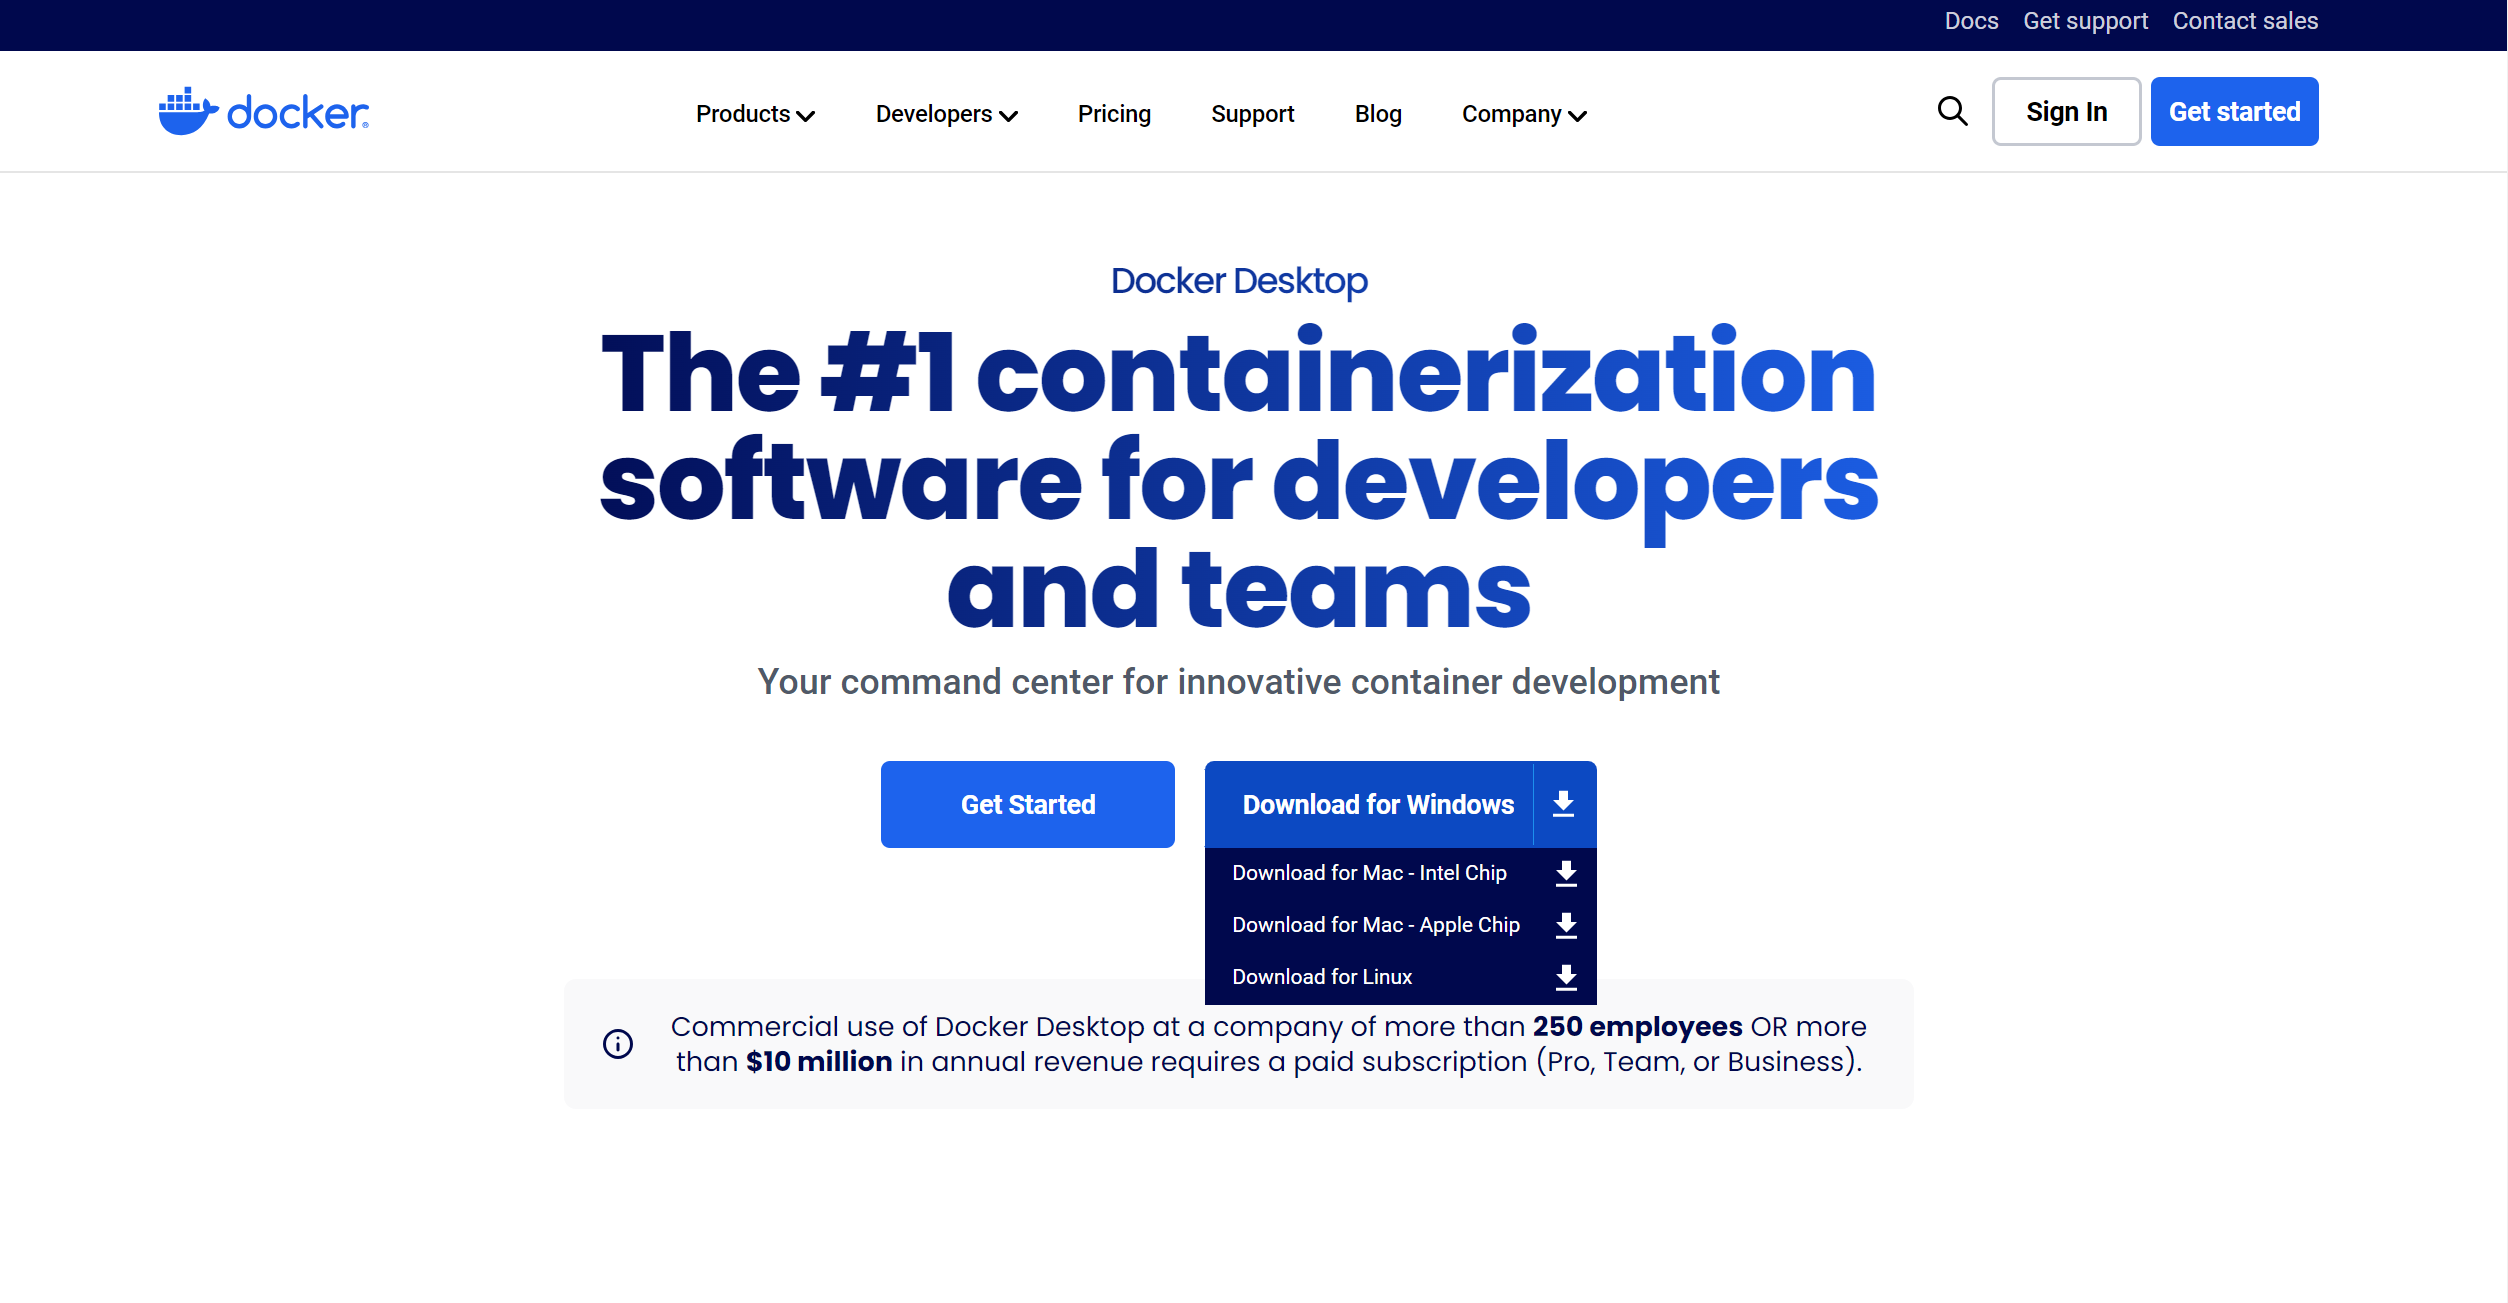 Docs Get support Contact sales
docker®
Products Developers Pricing Support Blog Company
Sign In Get started
Docker Desktop
The #1 containerization
software for developers
and teams
Your command center for innovative container development
Get Started
Download for Windows
Download for Mac - Intel Chip
Download for Mac - Apple Chip
Download for Linux
Commercial use of Docker Desktop at a company of more than 250 employees OR more
than $10 million in annual revenue requires a paid subscription (Pro, Team, or Business).